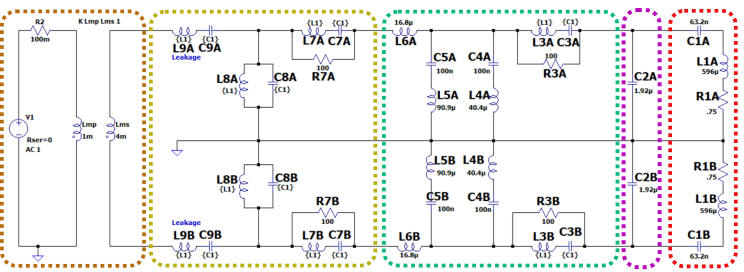 R2
100m
K Lmp Lms 1
V1
Rser=0
AC 1
Lmp
1m
Lms
4m
{L1}
{C1}
L9A
C9A
Leakage
L8A
{L1}
C8A
{C1}
{L1}
{C1}
L7A
C7A
100
R7A
16.8µ
L6A
C5A
100n
L5A
90.9µ
C4A
100n
L4A
40.4µ
{L1}
{C1}
L3A
C3A
100
R3A
C2A
1.92µ
63.2n
C1A
L1A
596µ
R1A
.75
L8B
{L1}
C8B
{C1}
Leakage
L9B
C9B
{L1}
{C1}
R7B
100
L7B
C7B
{L1}
{C1}
L6B
16.8µ
L5B
90.9µ
C5B
100n
L4B
40.4µ
C4B
100n
R3B
100
L3B
C3B
{L1}
{C1}
C2B
1.92µ
R1B
.75
L1B
596µ
C1B
63.2n